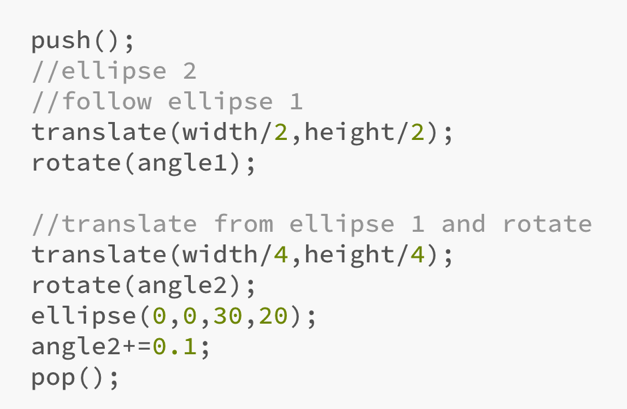 push();
//ellipse 2
//follow ellipse 1
translate(width/2,height/2);
rotate(angle1);
//translate from ellipse 1 and rotate
translate(width/4,height/4);
rotate(angle2);
ellipse(0,0,30,20);
angle2+=0.1;
pop();